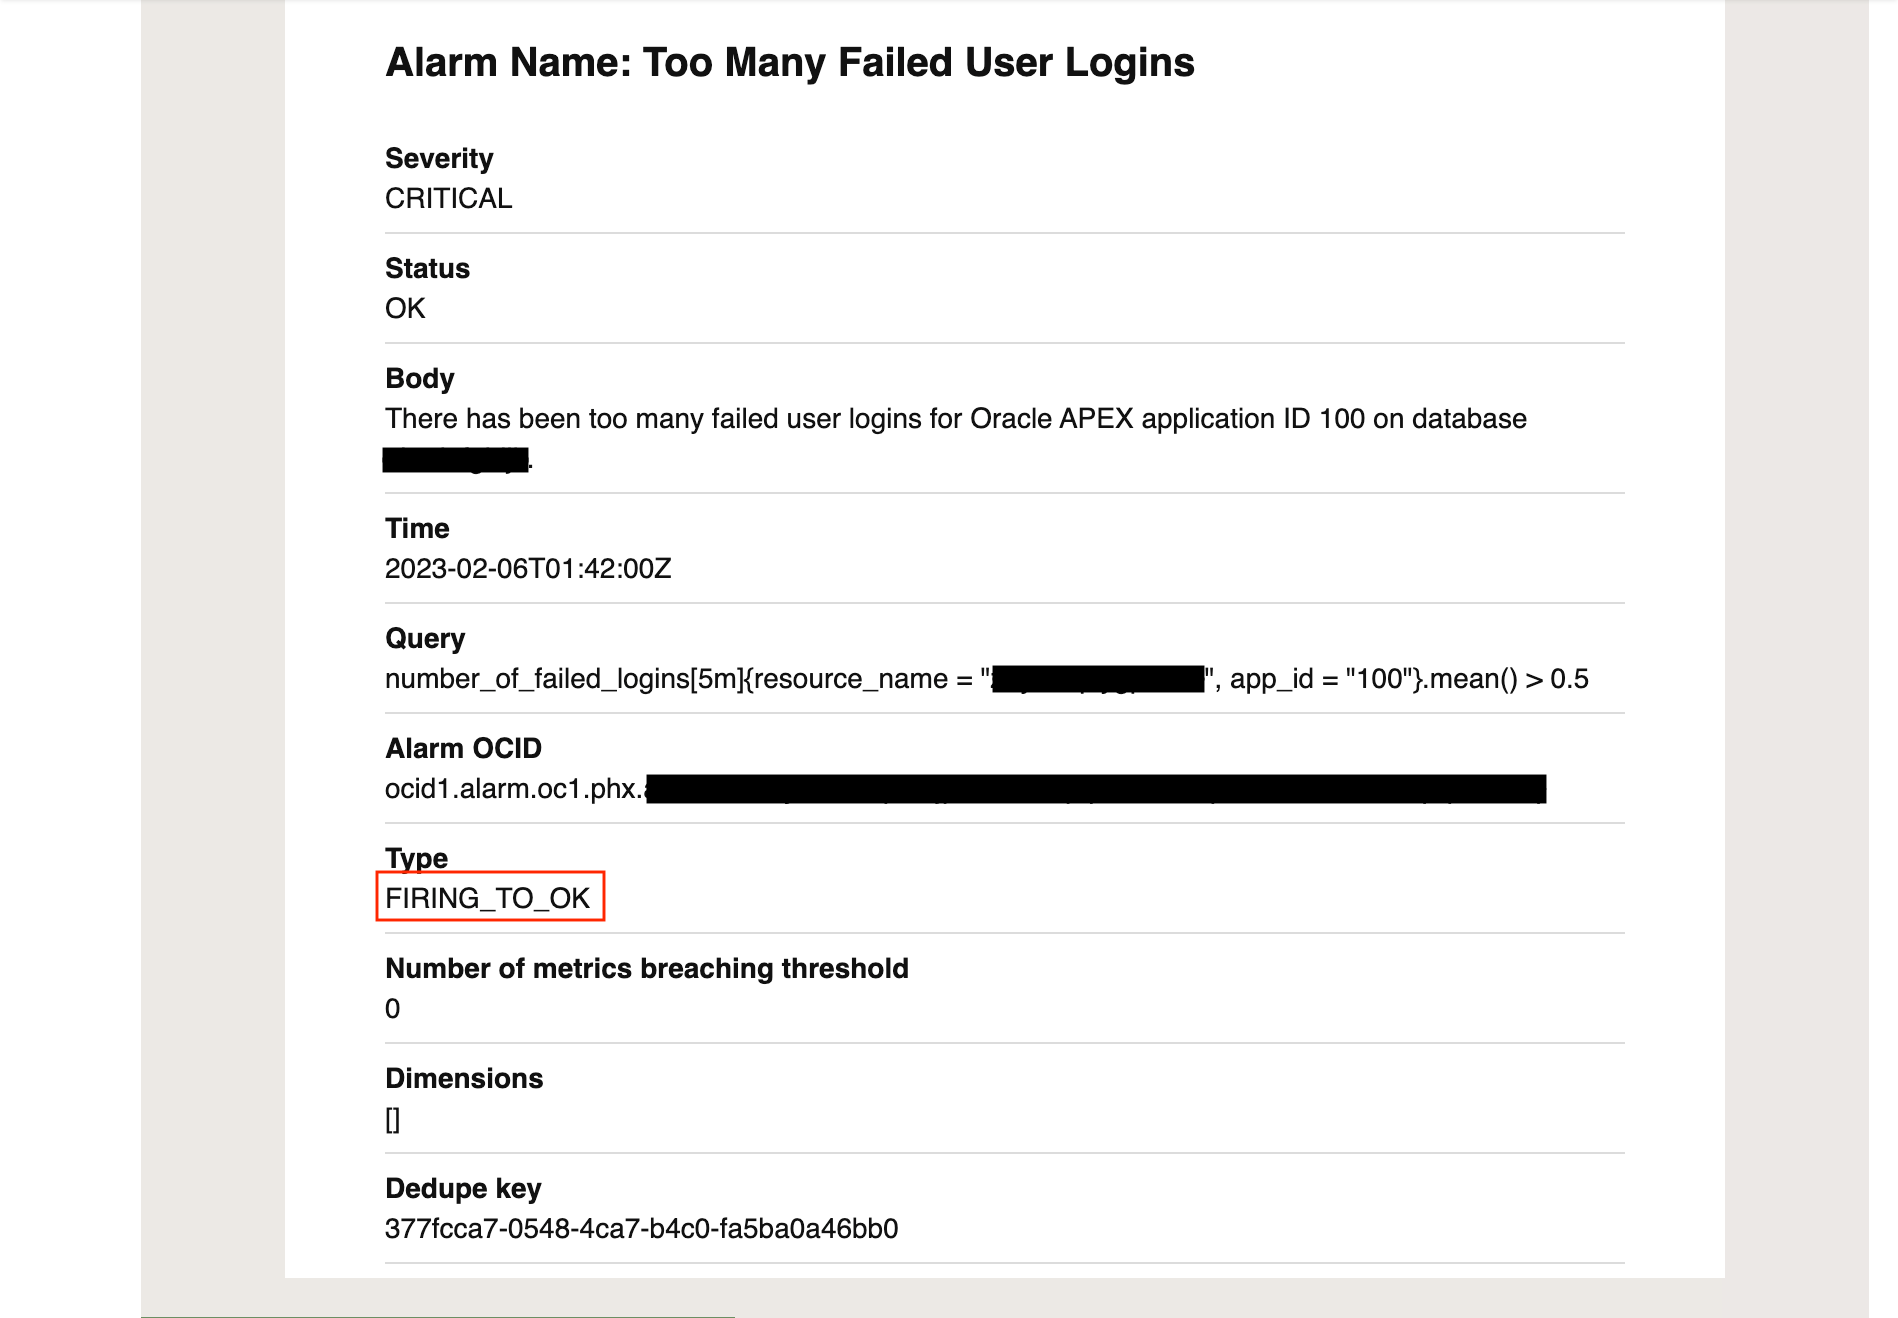 Alarm Name: Too Many Failed User Logins
Severity
CRITICAL
Status
OK
Body
There has been too many failed user logins for Oracle APEX application ID 100 on database
.
Time
2023-02-06T01:42:00Z
Query
number_of_failed_logins[5m]{resource_name = "", app_id = "100"}.mean() > 0.5
Alarm OCID
ocid1.alarm.oc1.phx.
Type
FIRING_TO_OK
Number of metrics breaching threshold
0
Dimensions
[]
Dedupe key
377fcca7-0548-4ca7-b4c0-fa5ba0a46bb0